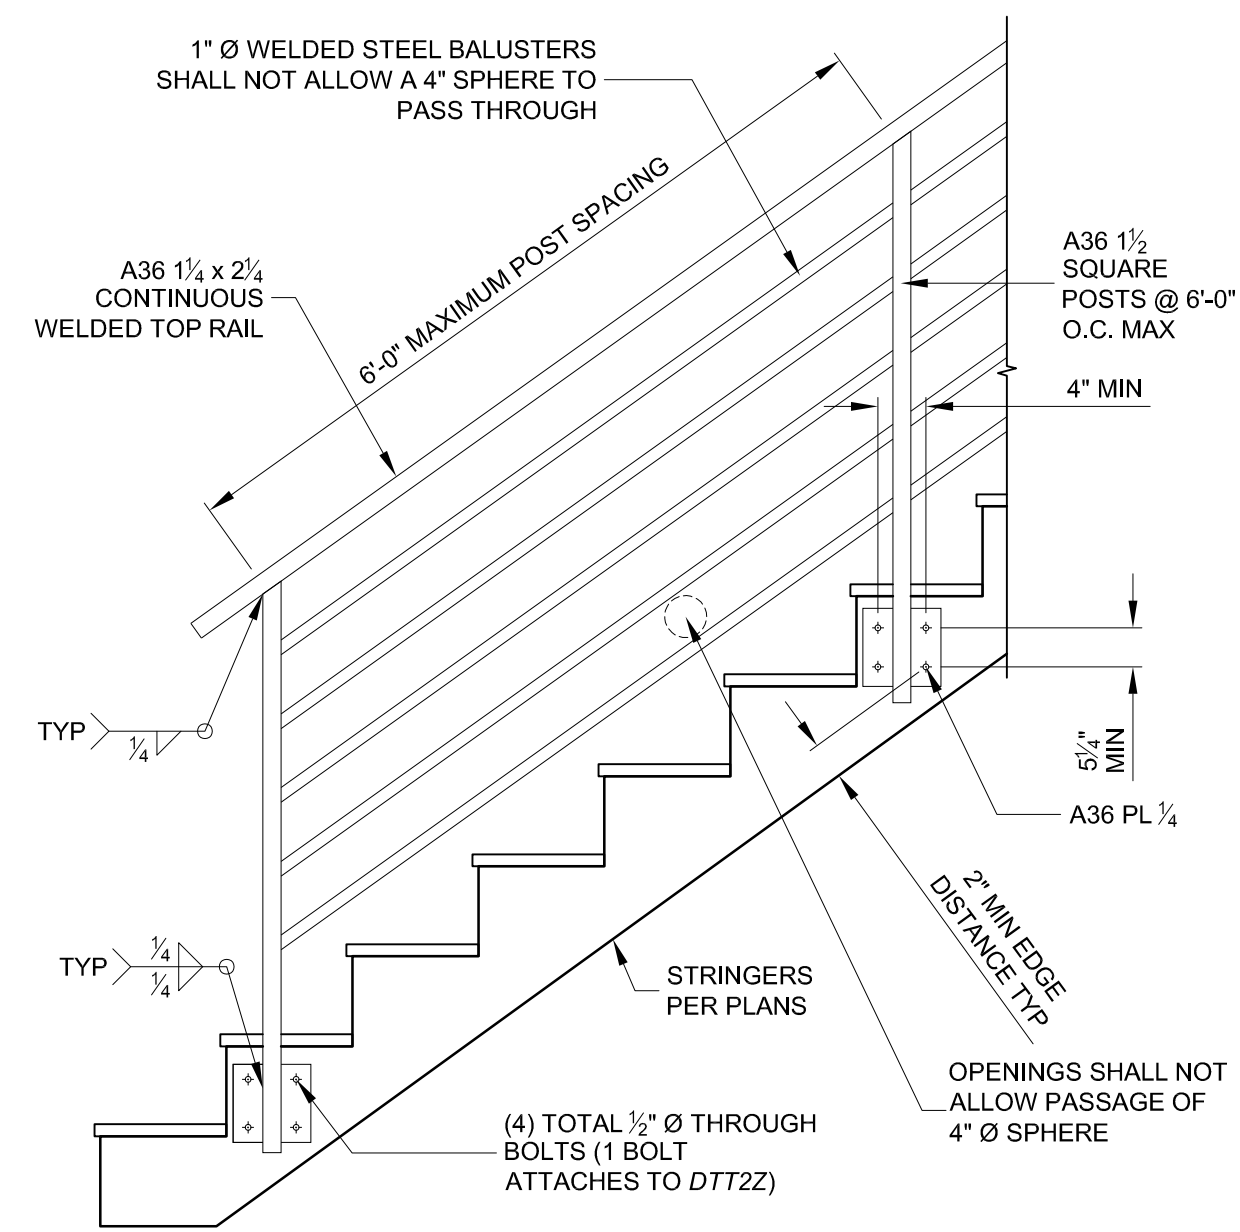 1" Ø WELDED STEEL BALUSTERS
SHALL NOT ALLOW A 4" SPHERE TO
PASS THROUGH
6'-0" MAXIMUM POST SPACING
A36 1¼ x 2¼
CONTINUOUS
WELDED TOP RAIL
A36 1½
SQUARE
POSTS @ 6'-0"
O.C. MAX
4" MIN
TYP
¼
5¼"
MIN
A36 PL ¼
2" MIN EDGE
DISTANCE TYP
TYP
¼
¼
STRINGERS
PER PLANS
OPENINGS SHALL NOT
ALLOW PASSAGE OF
4" Ø SPHERE
(4) TOTAL ½" Ø THROUGH
BOLTS (1 BOLT
ATTACHES TO DTT2Z)